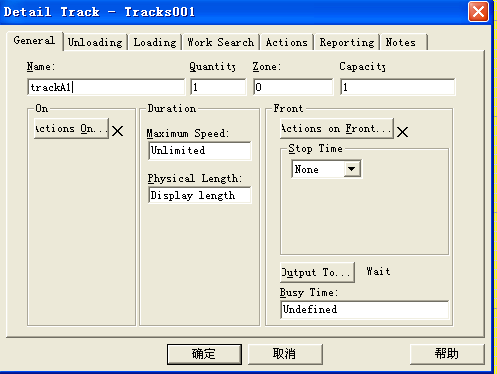 Detail Track - Tracks001
General Unloading Loading Work Search Actions Reporting Notes
Name: Quantity Zone: Capacity
trackA1 1 0 1
On Duration Front
Actions On... Actions on Front...
Maximum Speed: Stop Time
Unlimited None
Physical Length:
Display length
Output To... Wait
Busy Time:
Undefined
确定 取消 帮助